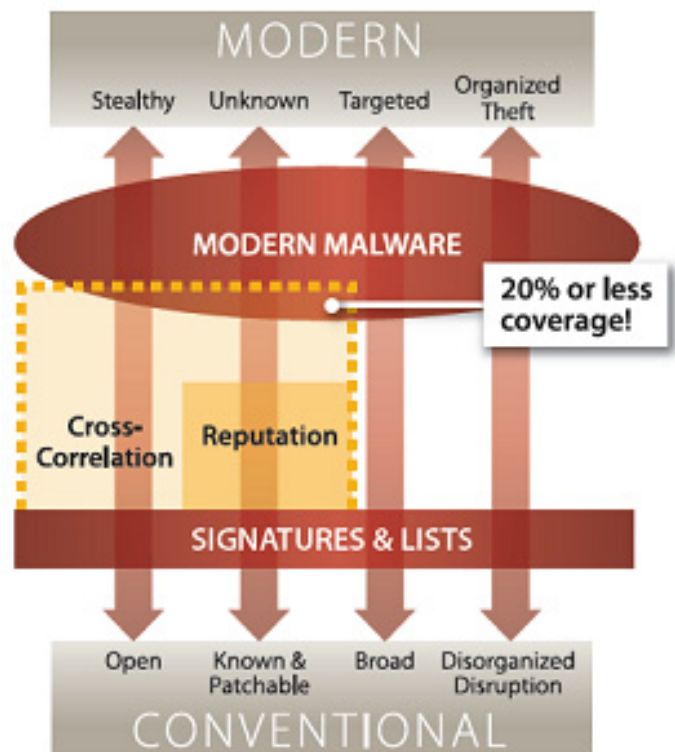 MODERN
Stealthy Unknown Targeted Organized
Theft
MODERN MALWARE
20% or less
coverage!
Cross-
Correlation
Reputation
SIGNATURES & LISTS
Open Known & Broad Disorganized
Patchable Disruption
CONVENTIONAL